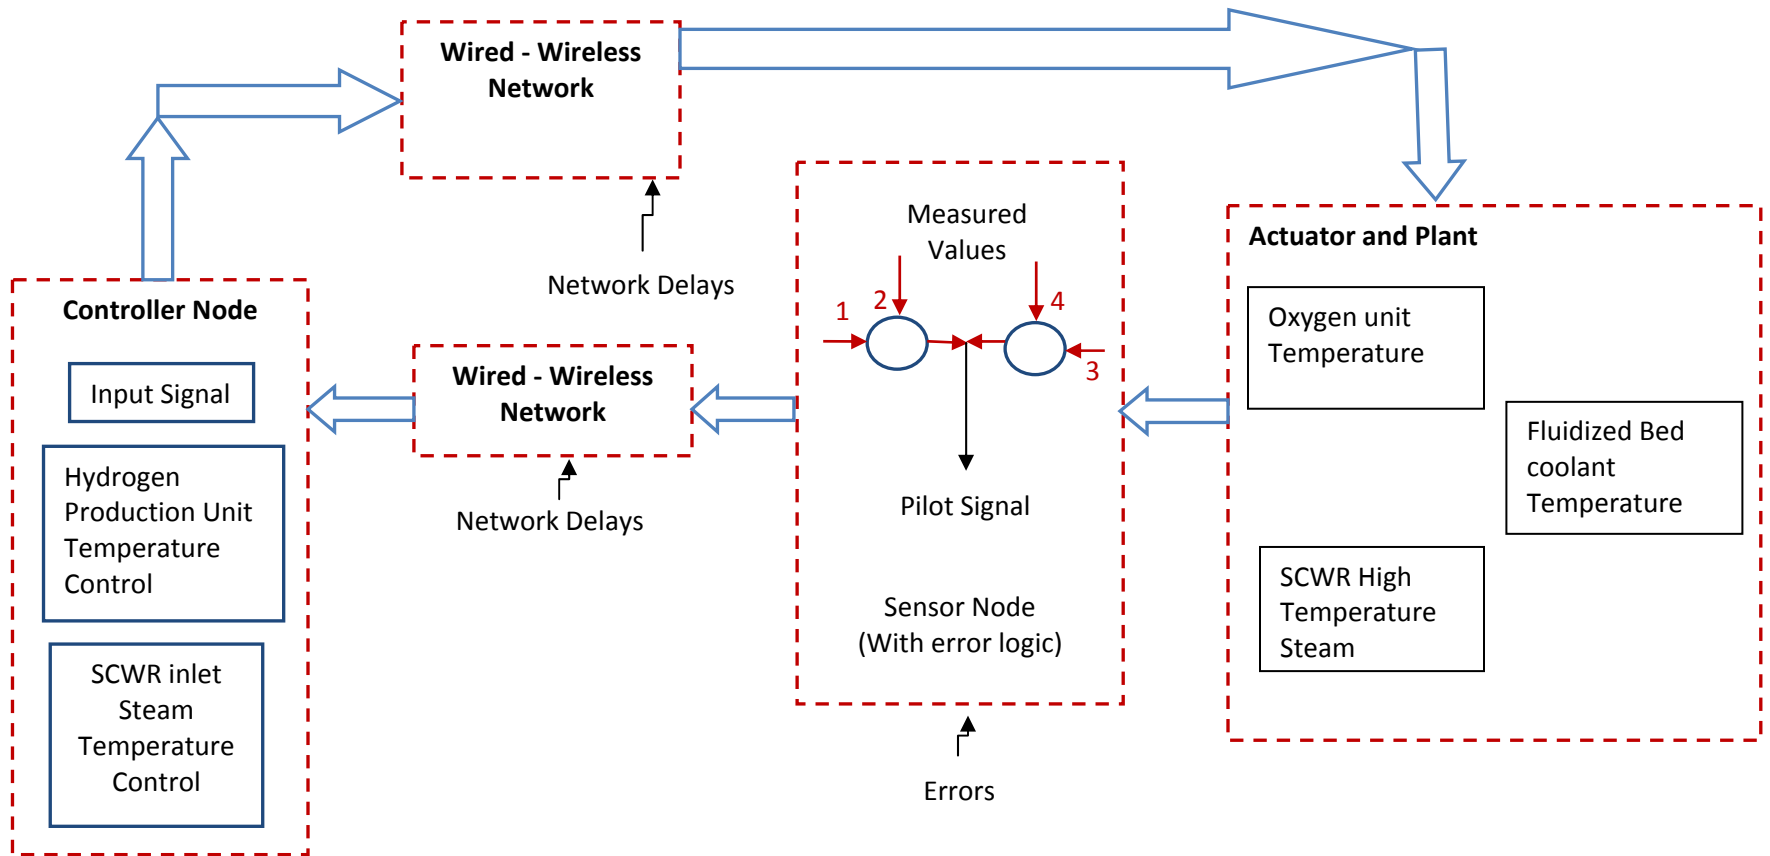 Wired - Wireless
Network
Network Delays
Controller Node
Input Signal
Hydrogen
Production Unit
Temperature
Control
SCWR inlet
Steam
Temperature
Control
Wired - Wireless
Network
Network Delays
Measured
Values
1
2
4
3
Pilot Signal
Sensor Node
(With error logic)
Errors
Actuator and Plant
Oxygen unit
Temperature
Fluidized Bed
coolant
Temperature
SCWR High
Temperature
Steam